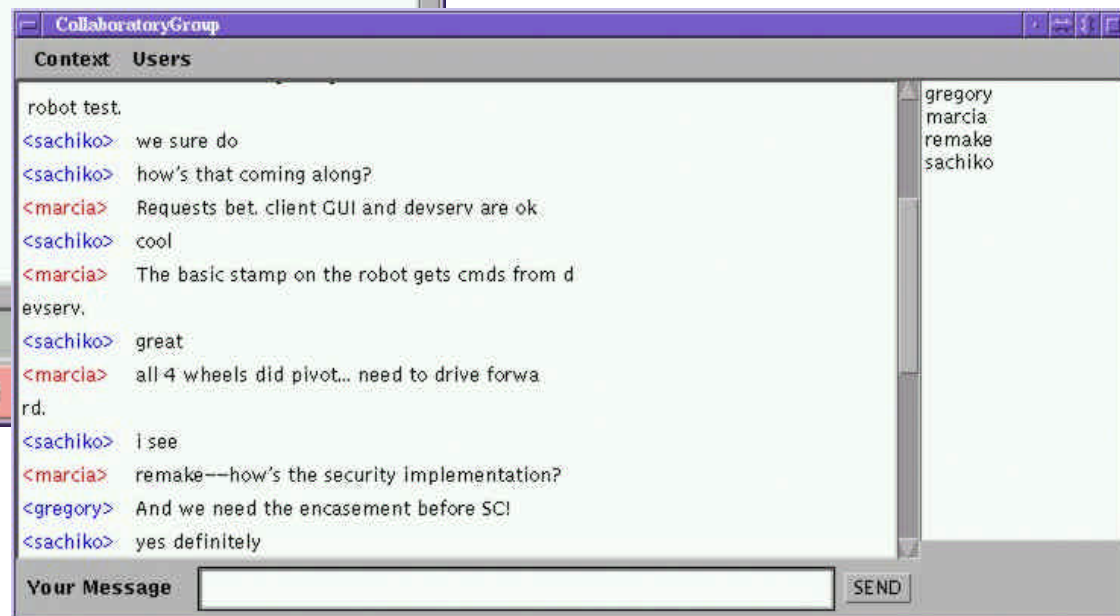 CollaboratoryGroup
Context Users
robot test.
<sachiko> we sure do
<sachiko> how's that coming along?
<marcia> Requests bet. client GUI and devserv are ok
<sachiko> cool
<marcia> The basic stamp on the robot gets cmds from d
evserv.
<sachiko> great
<marcia> all 4 wheels did pivot... need to drive forwa
rd.
<sachiko> i see
<marcia> remake--how's the security implementation?
<gregory> And we need the encasement before SC!
<sachiko> yes definitely
gregory
marcia
remake
sachiko
Your Message SEND